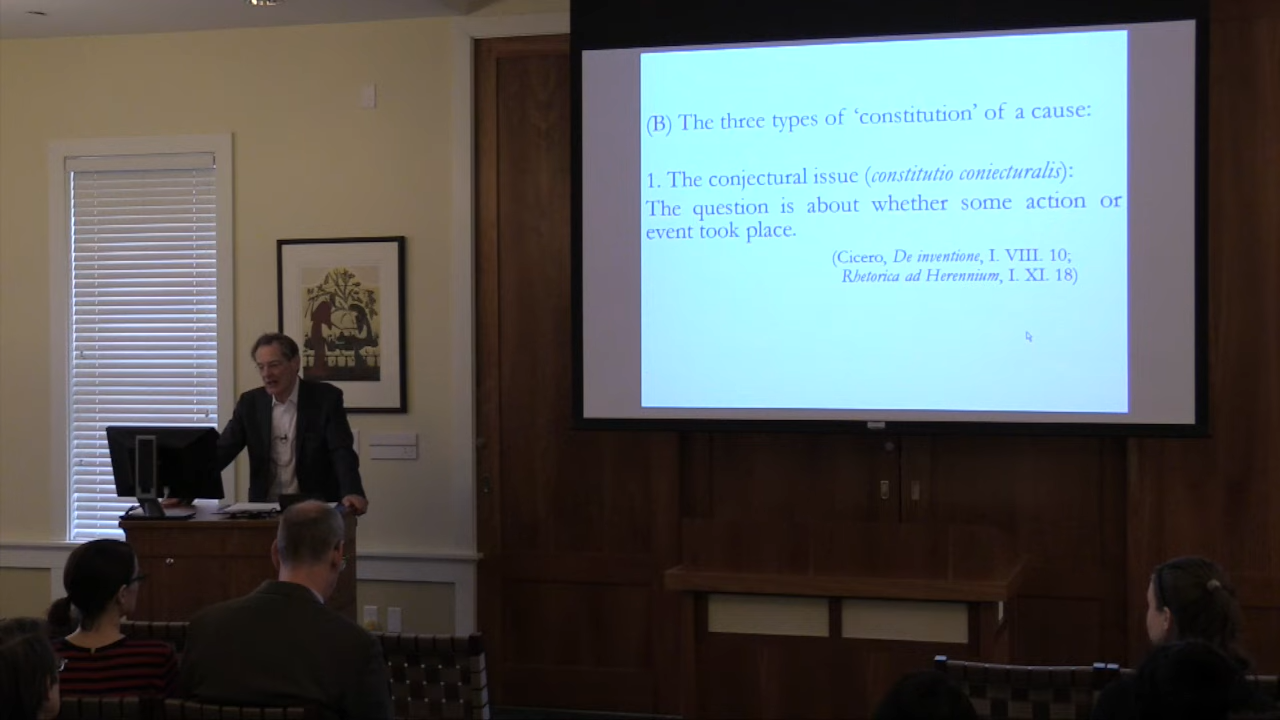 (B) The three types of ‘constitution’ of a cause:
1. The conjectural issue (constitutio coniecturalis):
The question is about whether some action or
event took place.
(Cicero, De inventione, I. VIII. 10;
Rhetorica ad Herennium, I. XI. 18)